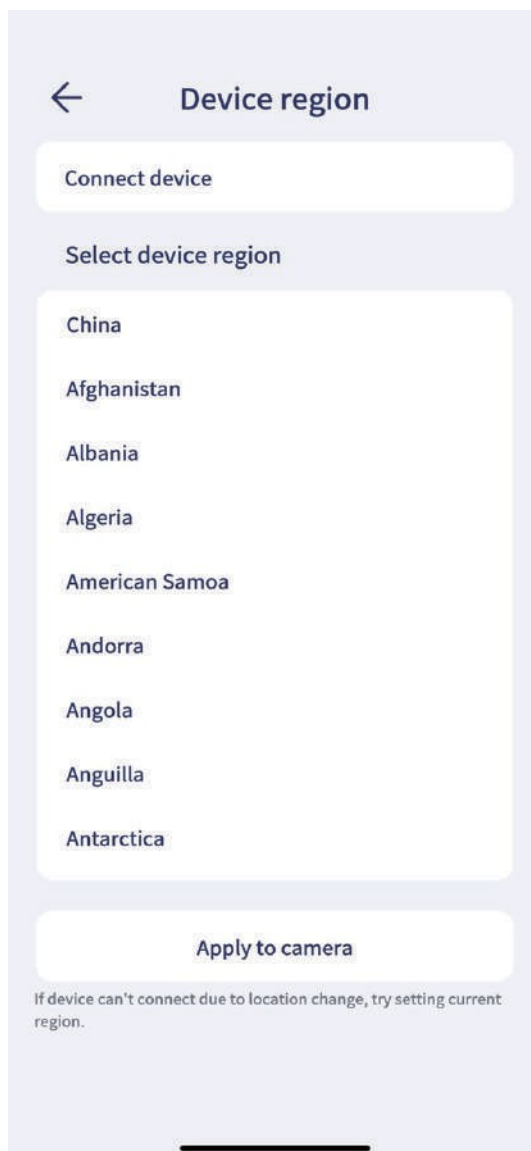 Device region
Connect device
Select device region
China
Afghanistan
Albania
Algeria
American Samoa
Andorra
Angola
Anguilla
Antarctica
Apply to camera
If device can't connect due to location change, try setting current
region.